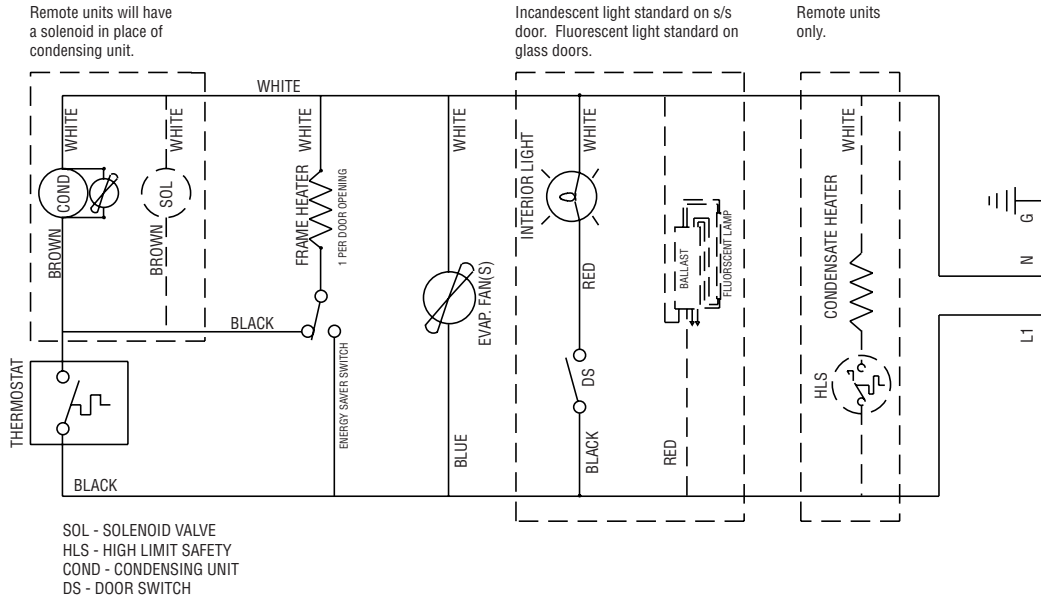 Remote units will have
a solenoid in place of
condensing unit.
Incandescent light standard on s/s
door. Fluorescent light standard on
glass doors.
Remote units
only.
WHITE
WHITE
WHITE
WHITE
WHITE
WHITE
WHITE
COND
SOL
BROWN
BROWN
FRAME HEATER
1 PER DOOR OPENING
BLACK
ENERGY SAVER SWITCH
THERMOSTAT
EVAP. FAN(S)
BLUE
INTERIOR LIGHT
RED
DS
BLACK
BALLAST
FLUORSCENT LAMP
RED
CONDENSATE HEATER
HLS
G
N
L1
BLACK
SOL - SOLENOID VALVE
HLS - HIGH LIMIT SAFETY
COND - CONDENSING UNIT
DS - DOOR SWITCH